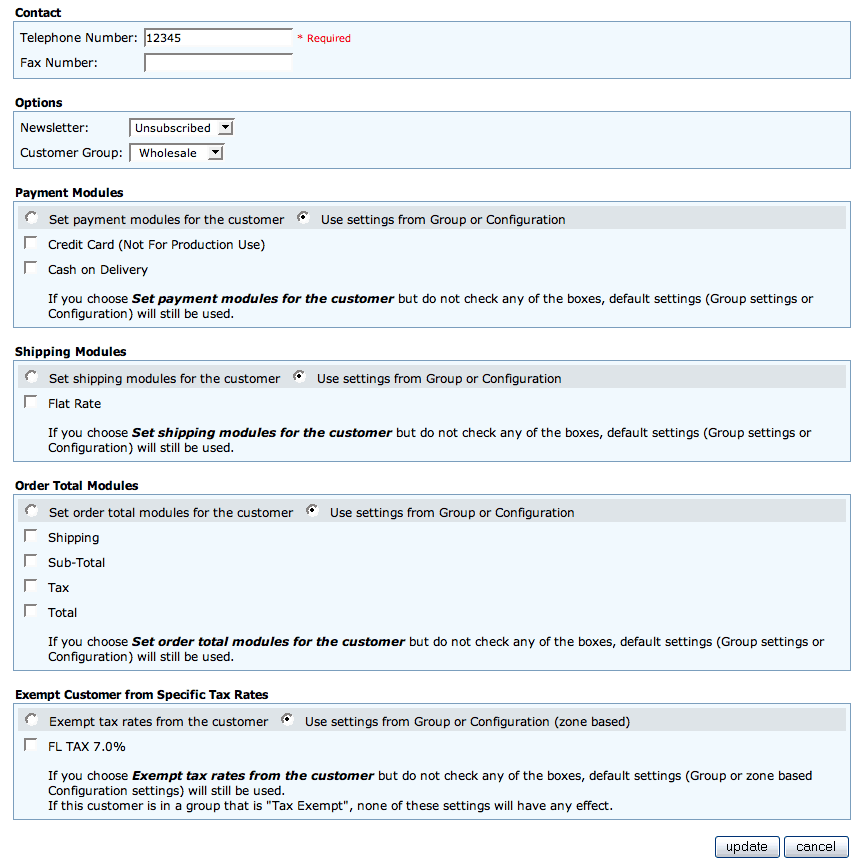 Contact
Telephone Number: 12345 * Required
Fax Number:
Options
Newsletter: Unsubscribed
Customer Group: Wholesale
Payment Modules
Set payment modules for the customer Use settings from Group or Configuration
Credit Card (Not For Production Use)
Cash on Delivery
If you choose Set payment modules for the customer but do not check any of the boxes, default settings (Group settings or
Configuration) will still be used.
Shipping Modules
Set shipping modules for the customer Use settings from Group or Configuration
Flat Rate
If you choose Set shipping modules for the customer but do not check any of the boxes, default settings (Group settings or
Configuration) will still be used.
Order Total Modules
Set order total modules for the customer Use settings from Group or Configuration
Shipping
Sub-Total
Tax
Total
If you choose Set order total modules for the customer but do not check any of the boxes, default settings (Group settings or
Configuration) will still be used.
Exempt Customer from Specific Tax Rates
Exempt tax rates from the customer Use settings from Group or Configuration (zone based)
FL TAX 7.0%
If you choose Exempt tax rates from the customer but do not check any of the boxes, default settings (Group or zone based
Configuration settings) will still be used.
If this customer is in a group that is "Tax Exempt", none of these settings will have any effect.
update cancel